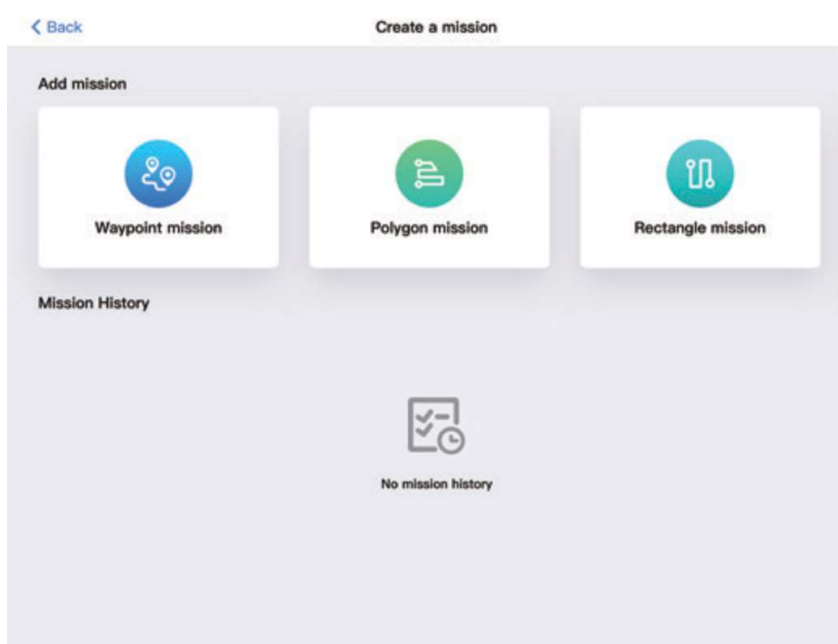 Back
Create a mission
Add mission
Waypoint mission
Polygon mission
Rectangle mission
Mission History
No mission history